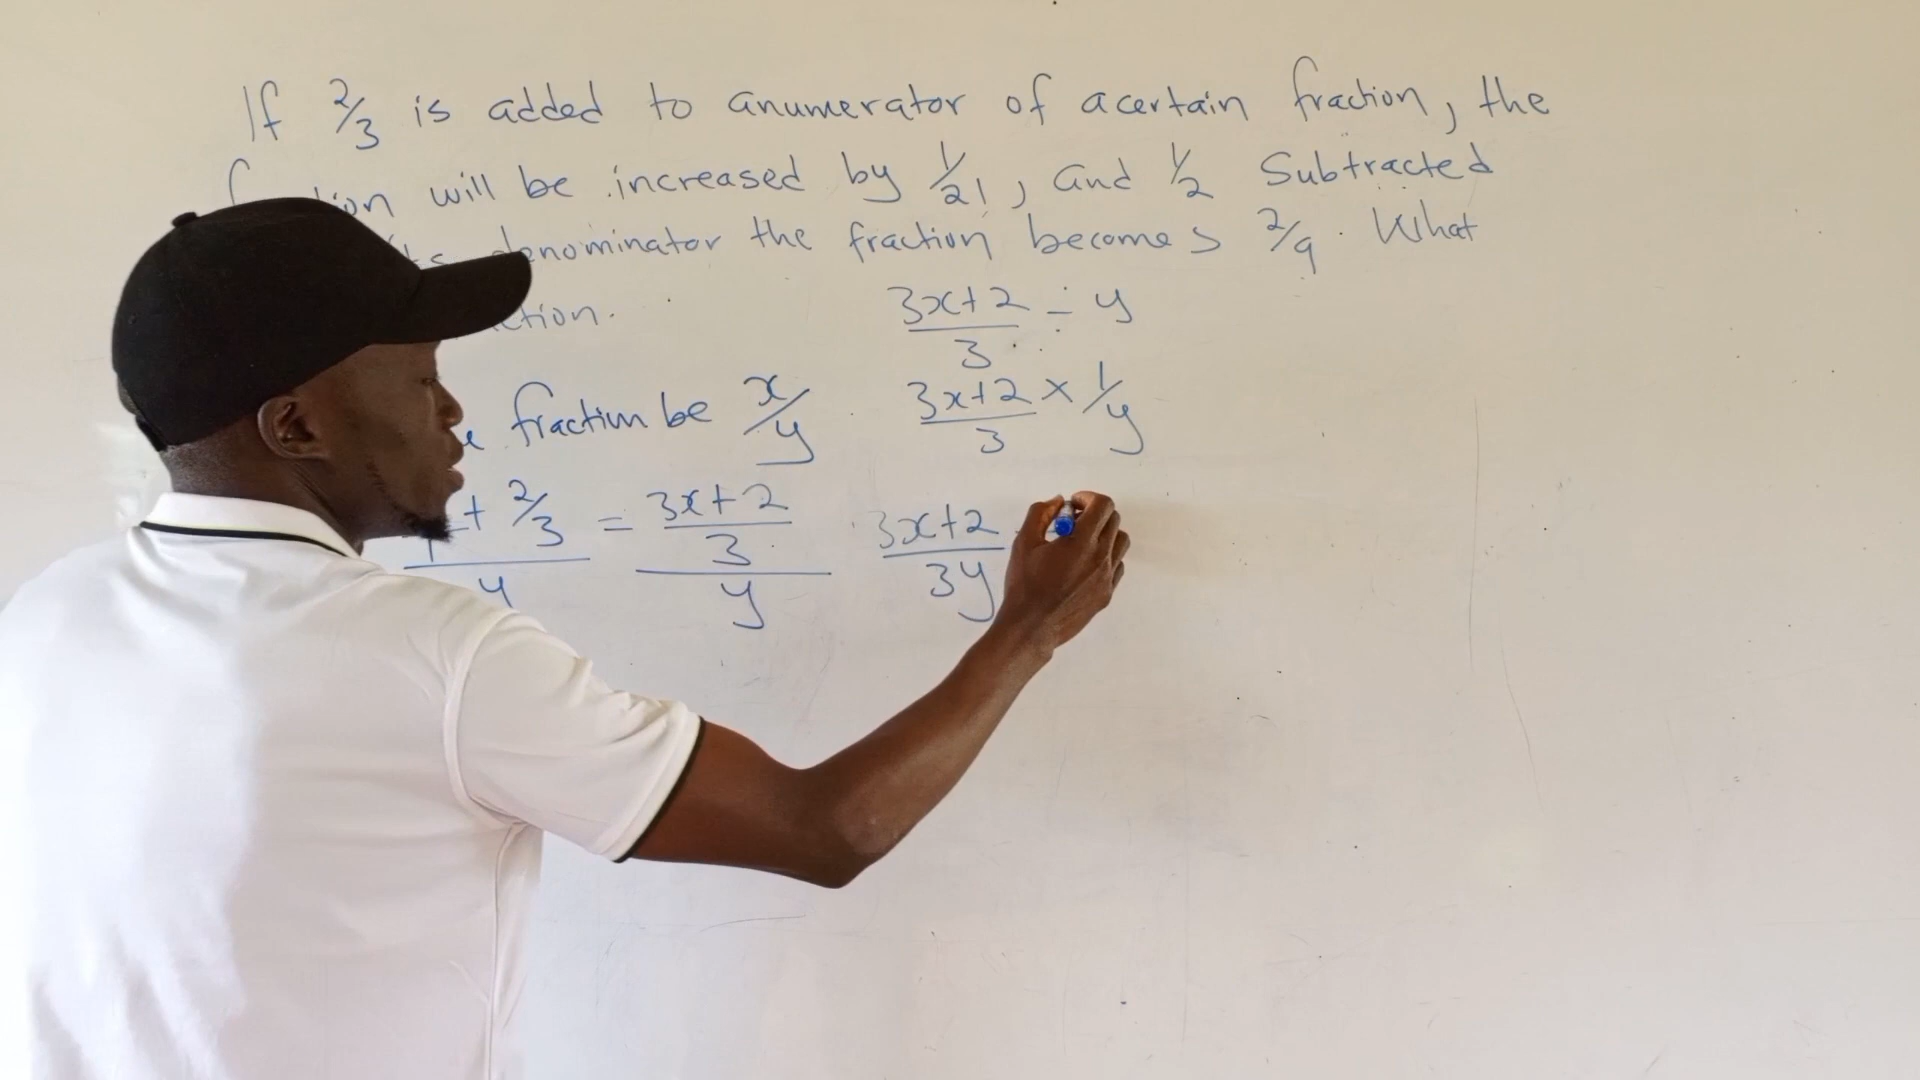 If 2/3 is added to anumerator of acertain fraction, the
will be increased by 1/21, and 1/2 Subtracted
denominator the fraction becomes 2/9. What
3x+2/3 ÷ y
fraction be x/y
3x+2/3 × 1/y
+ 2/3 / y = 3x+2/3 / y
3x+2/3y